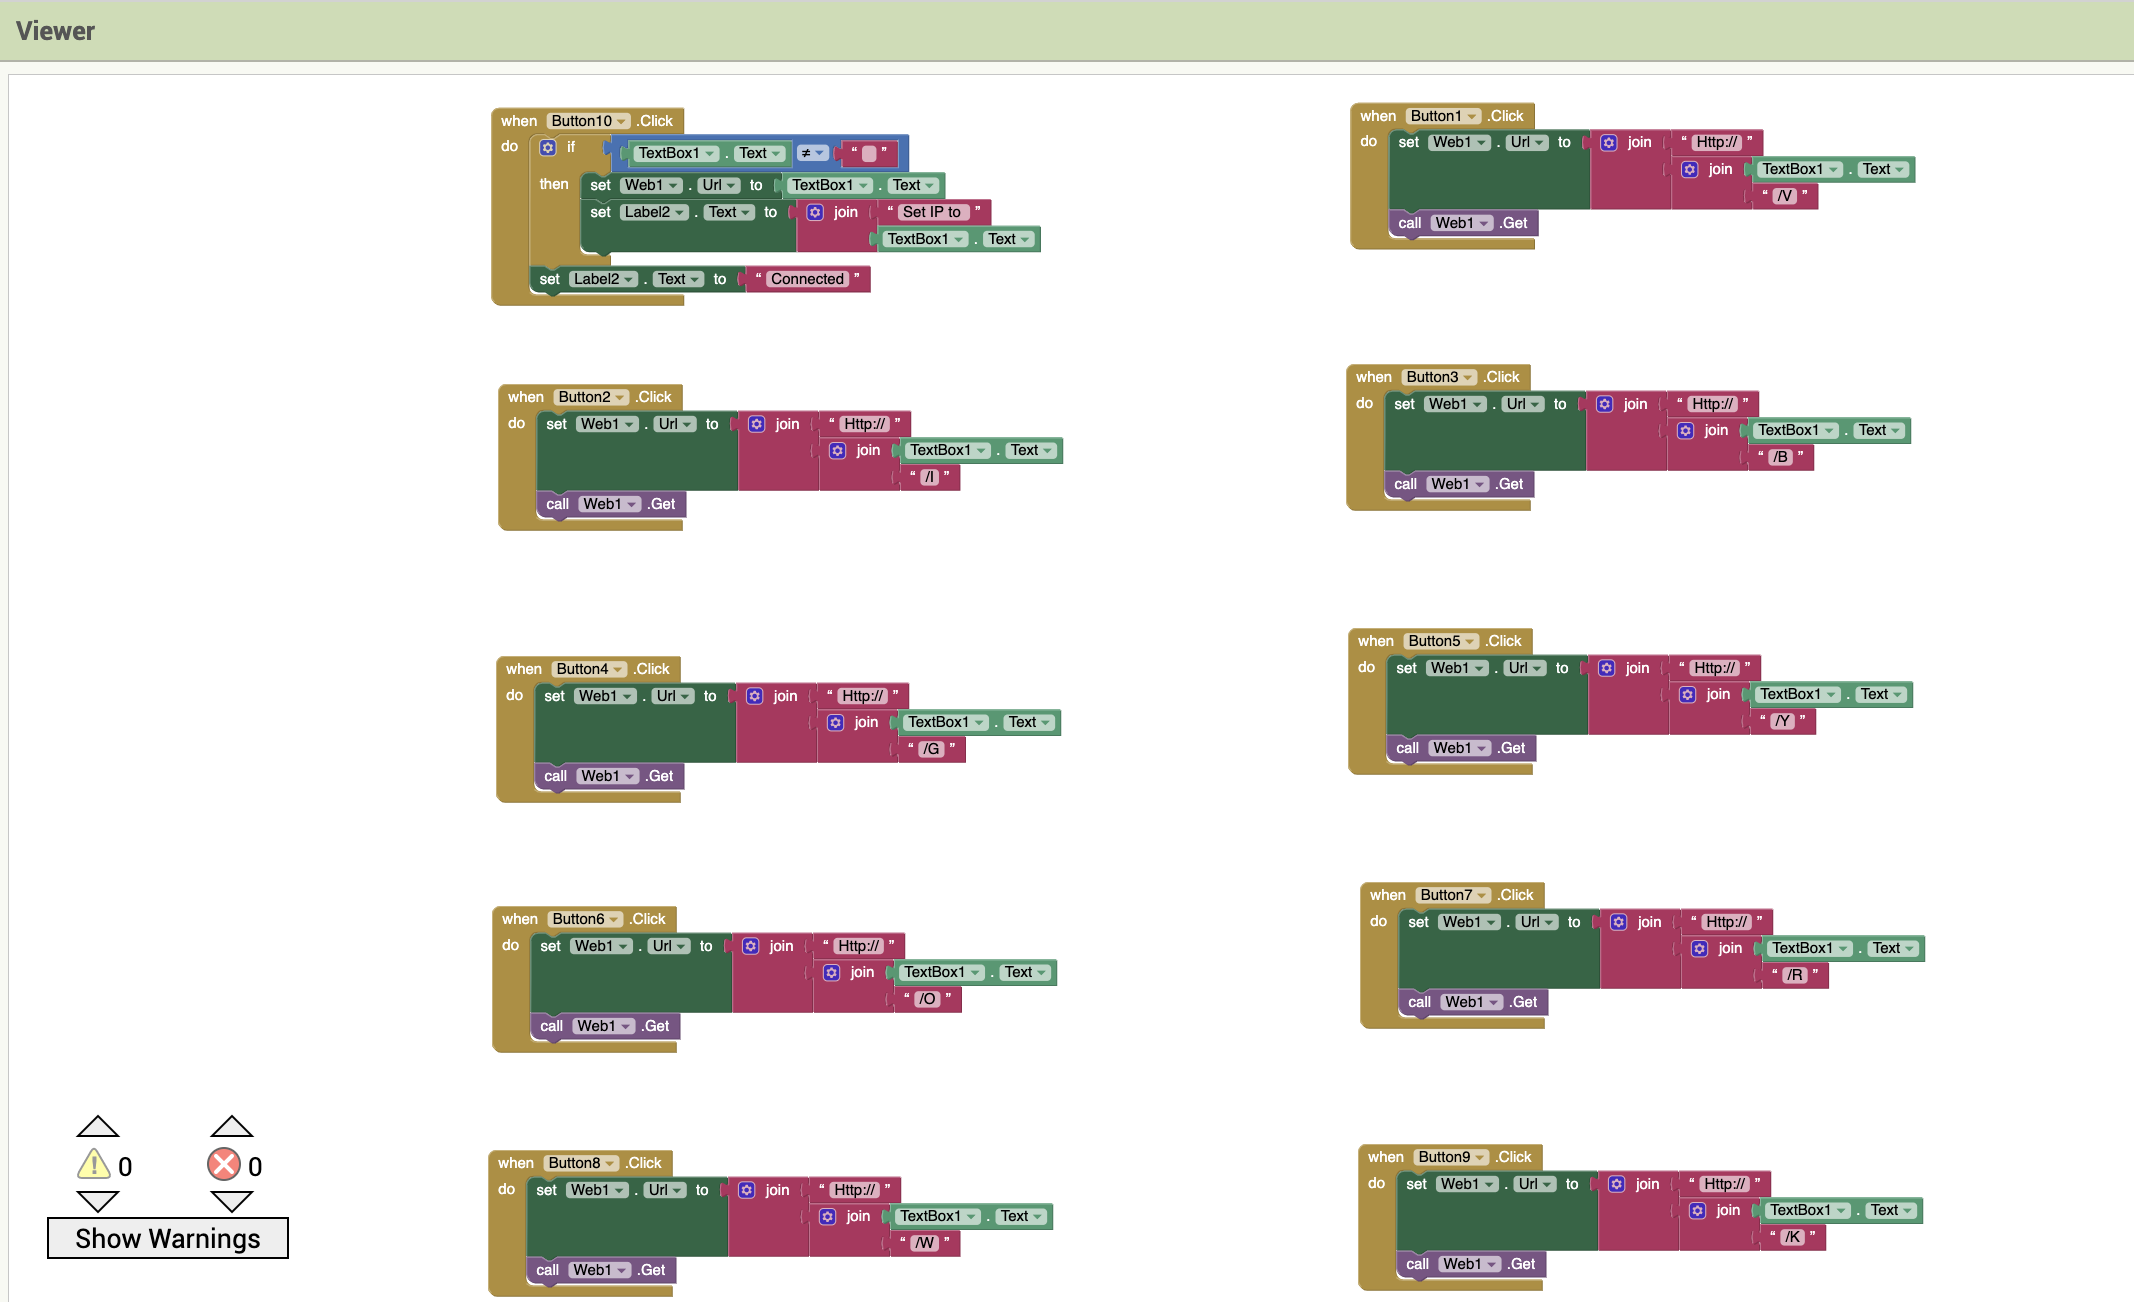 Viewer
when Button10 .Click
do if TextBox1 . Text ≠ “ ”
then set Web1 . Url to TextBox1 . Text
set Label2 . Text to join “ Set IP to ”
TextBox1 . Text
set Label2 . Text to “ Connected ”
when Button1 .Click
do set Web1 . Url to join “ Http:// ”
join TextBox1 . Text
“ /V ”
call Web1 .Get
when Button2 .Click
do set Web1 . Url to join “ Http:// ”
join TextBox1 . Text
“ /I ”
call Web1 .Get
when Button3 .Click
do set Web1 . Url to join “ Http:// ”
join TextBox1 . Text
“ /B ”
call Web1 .Get
when Button4 .Click
do set Web1 . Url to join “ Http:// ”
join TextBox1 . Text
“ /G ”
call Web1 .Get
when Button5 .Click
do set Web1 . Url to join “ Http:// ”
join TextBox1 . Text
“ /Y ”
call Web1 .Get
when Button6 .Click
do set Web1 . Url to join “ Http:// ”
join TextBox1 . Text
“ /O ”
call Web1 .Get
when Button7 .Click
do set Web1 . Url to join “ Http:// ”
join TextBox1 . Text
“ /R ”
call Web1 .Get
when Button8 .Click
do set Web1 . Url to join “ Http:// ”
join TextBox1 . Text
“ /W ”
call Web1 .Get
when Button9 .Click
do set Web1 . Url to join “ Http:// ”
join TextBox1 . Text
“ /K ”
call Web1 .Get
0 0
Show Warnings